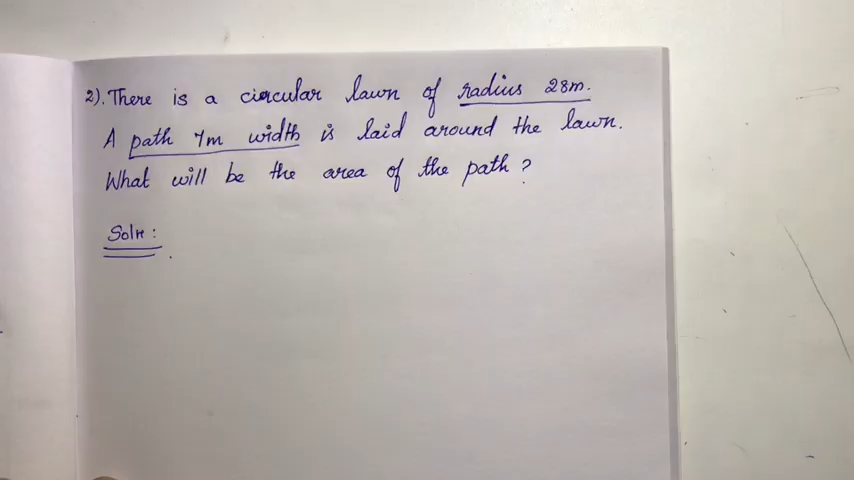 2). There is a circular lawn of radius 28m.
A path 7m width is laid around the lawn.
What will be the area of the path ?
Soln :